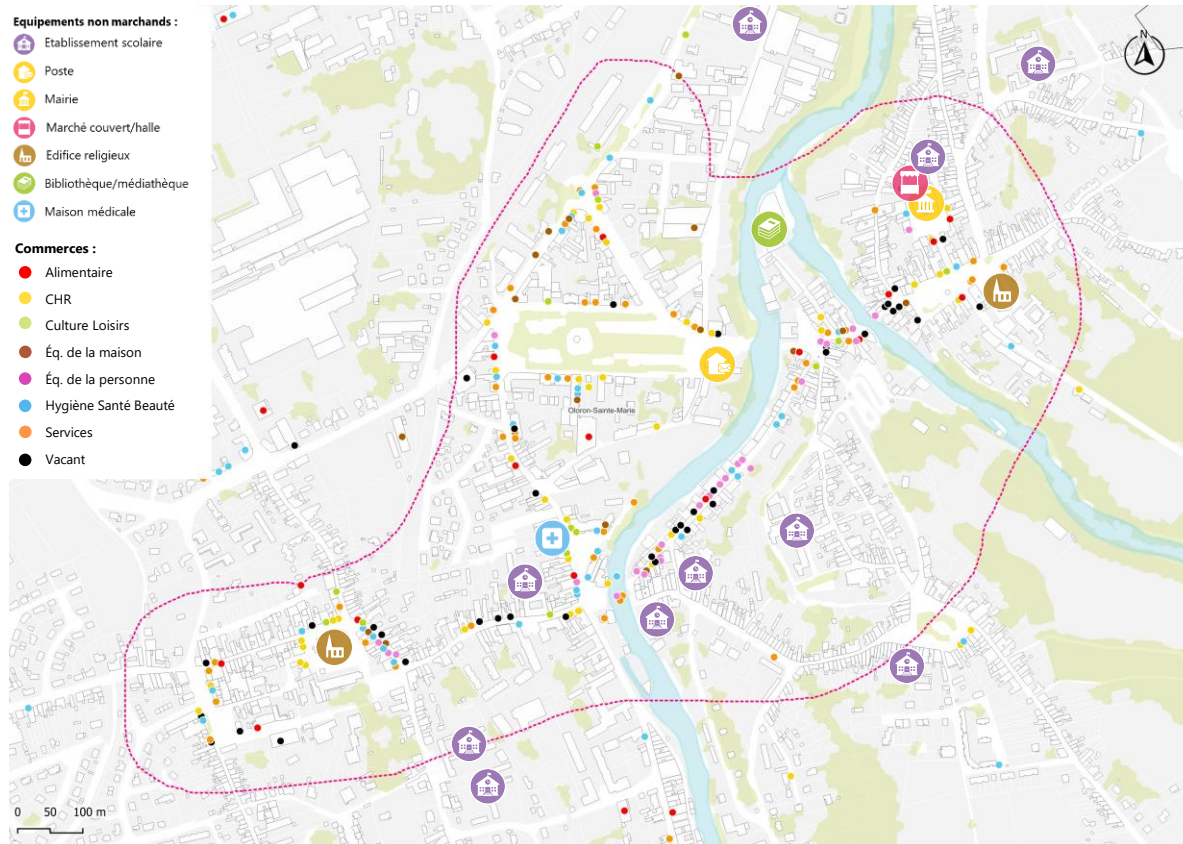 Equipements non marchands :
Etablissement scolaire
Poste
Mairie
Marché couvert/halle
Edifice religieux
Bibliothèque/médiathèque
Maison médicale
Commerces :
Alimentaire
CHR
Culture Loisirs
Éq. de la maison
Éq. de la personne
Hygiène Santé Beauté
Services
Vacant
N
Oloron-Sainte-Marie
0 50 100 m